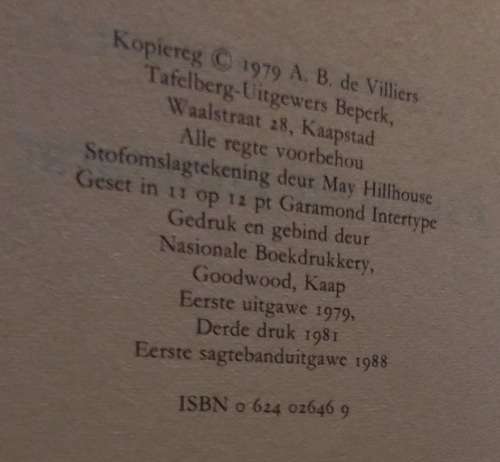 Kopiereg © 1979 A. B. de Villiers
Tafelberg-Uitgewers Beperk,
Waalstraat 28, Kaapstad
Alle regte voorbehou
Stofomslagtekening deur May Hillhouse
Geset in 11 op 12 pt Garamond Intertype
Gedruk en gebind deur
Nasionale Boekdrukkery,
Goodwood, Kaap
Eerste uitgawe 1979,
Derde druk 1981
Eerste sagtebanduitgawe 1988
ISBN 0 624 02646 9